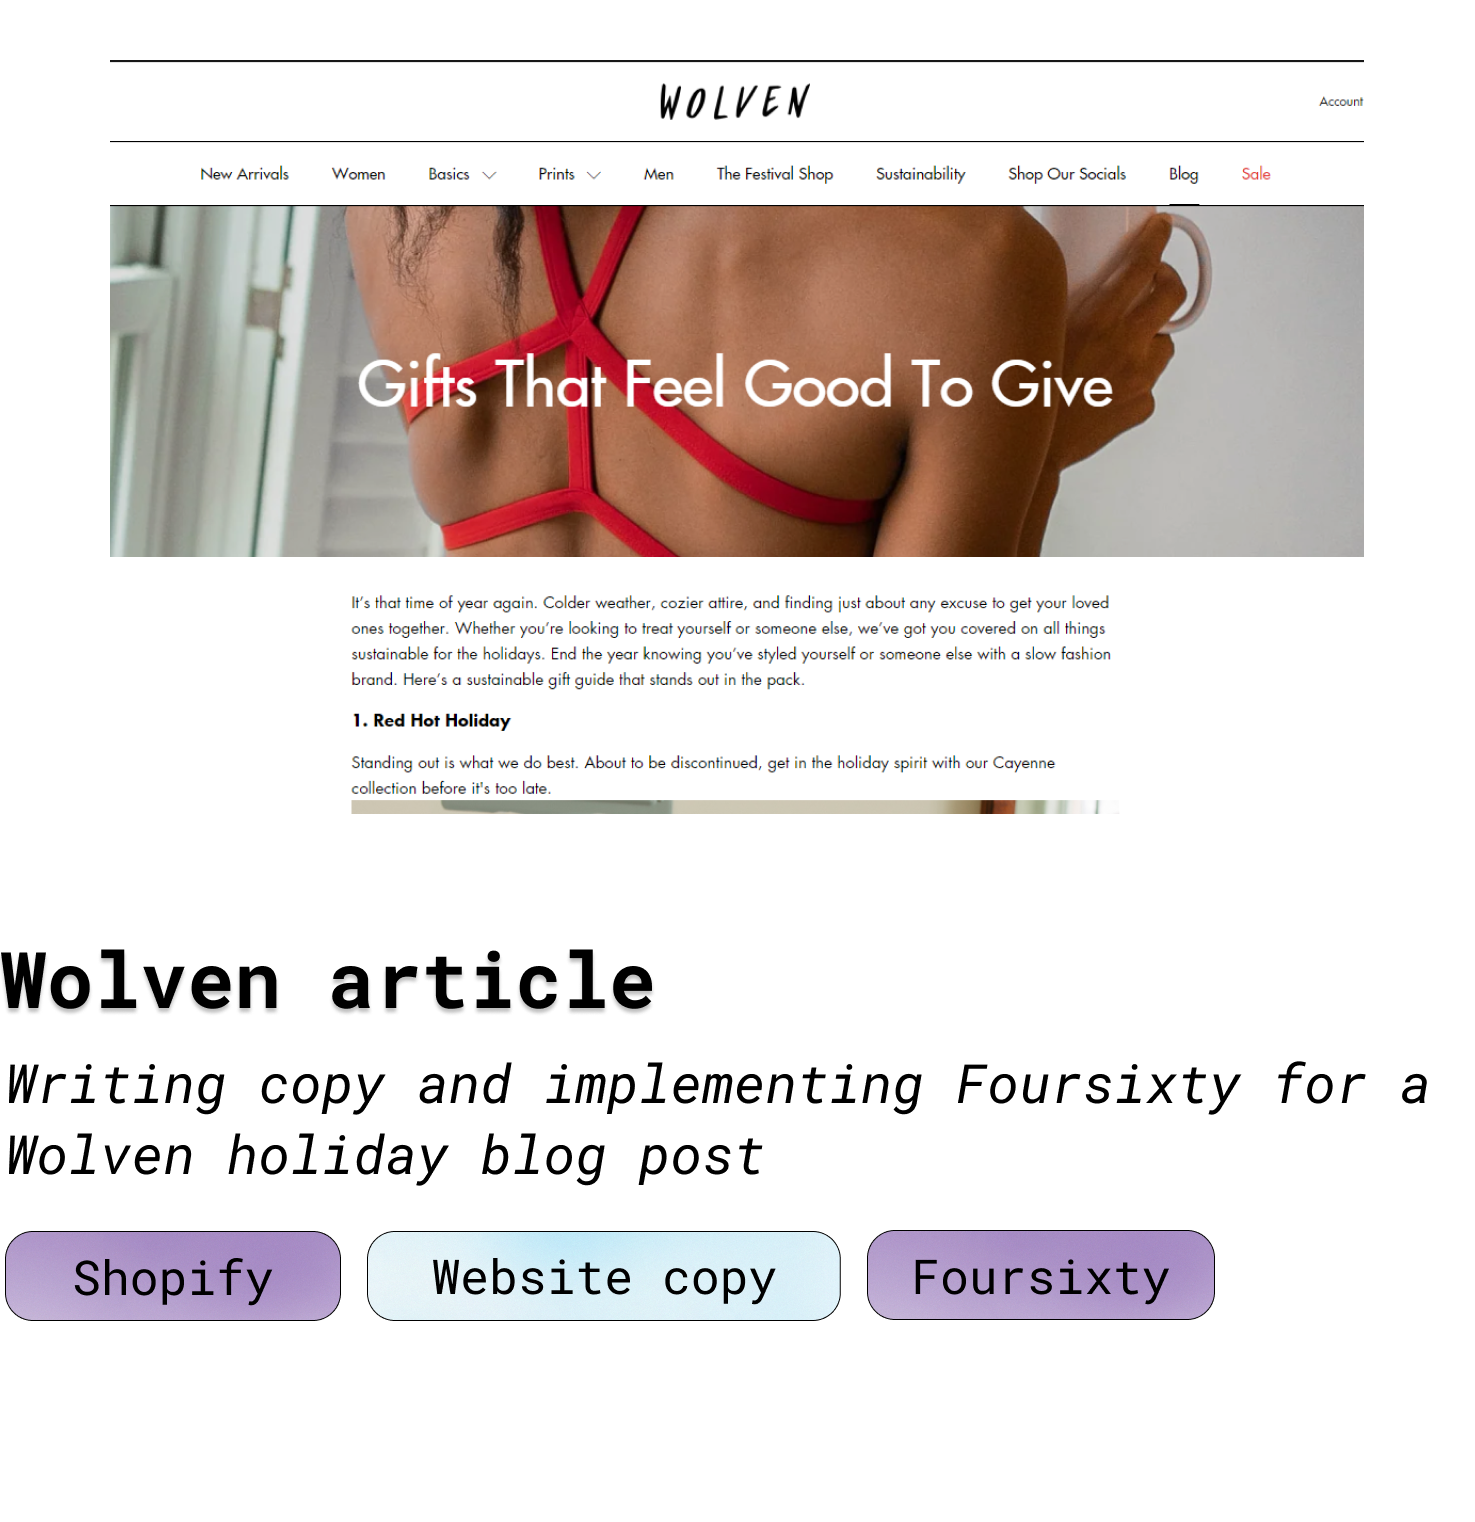 WOLVEN
Account
New Arrivals Women Basics Prints Men The Festival Shop Sustainability Shop Our Socials Blog Sale
Gifts That Feel Good To Give
It’s that time of year again. Colder weather, cozier attire, and finding just about any excuse to get your loved
ones together. Whether you’re looking to treat yourself or someone else, we’ve got you covered on all things
sustainable for the holidays. End the year knowing you’ve styled yourself or someone else with a slow fashion
brand. Here’s a sustainable gift guide that stands out in the pack.
1. Red Hot Holiday
Standing out is what we do best. About to be discontinued, get in the holiday spirit with our Cayenne
collection before it's too late.
Wolven article
Writing copy and implementing Foursixty for a
Wolven holiday blog post
Shopify Website copy Foursixty